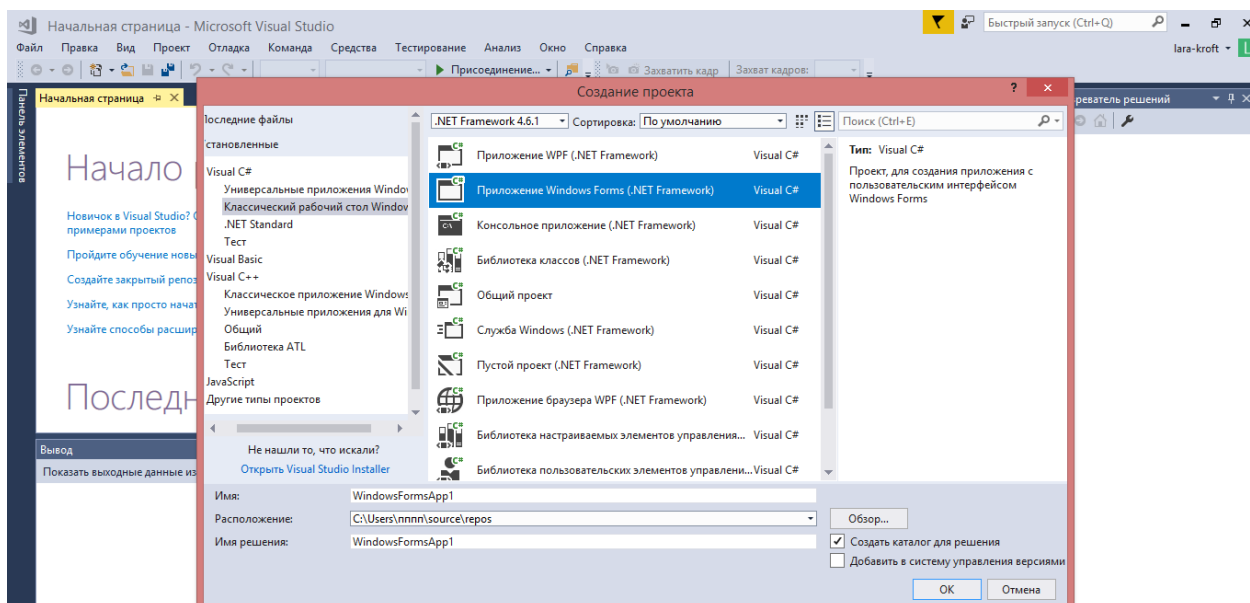 Начальная страница - Microsoft Visual Studio
Быстрый запуск (Ctrl+Q)
Файл Правка Вид Проект Отладка Команда Средства Тестирование Анализ Окно Справка
lara-kroft
L
Присоединение...
Захватить кадр
Захват кадров:
Панель элементов
Начальная страница
Создание проекта
?
реватель решений
Начало
Новичок в Visual Studio?
примерами проектов
Пройдите обучение новы
Создайте закрытый репоз
Узнайте, как просто начат
Узнайте способы расшир
Последн
Вывод
Показать выходные данные из
Последние файлы
становленные
Visual C#
Универсальные приложения Window
Классический рабочий стол Window
.NET Standard
Тест
Visual Basic
Visual C++
Классическое приложение Windows
Универсальные приложения для Wi
Общий
Библиотека ATL
Тест
JavaScript
Другие типы проектов
Не нашли то, что искали?
Открыть Visual Studio Installer
.NET Framework 4.6.1
Сортировка: По умолчанию
Поиск (Ctrl+E)
Приложение WPF (.NET Framework) Visual C#
Приложение Windows Forms (.NET Framework) Visual C#
Консольное приложение (.NET Framework) Visual C#
Библиотека классов (.NET Framework) Visual C#
Общий проект Visual C#
Служба Windows (.NET Framework) Visual C#
Пустой проект (.NET Framework) Visual C#
Приложение браузера WPF (.NET Framework) Visual C#
Библиотека настраиваемых элементов управления... Visual C#
Библиотека пользовательских элементов управлени... Visual C#
Тип: Visual C#
Проект, для создания приложения с
пользовательским интерфейсом
Windows Forms
Имя: WindowsFormsApp1
Расположение: C:\Users\пппп\source\repos
Обзор...
Имя решения: WindowsFormsApp1
Создать каталог для решения
Добавить в систему управления версиями
OK
Отмена